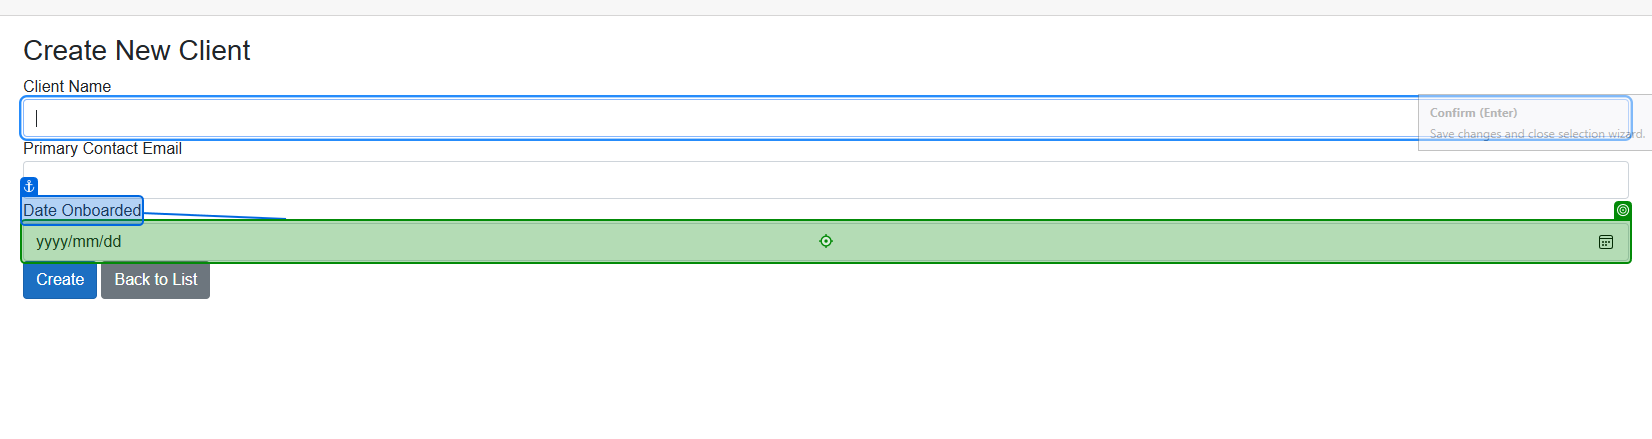 Create New Client
Client Name
Confirm (Enter)
Save changes and close selection wizard.
Primary Contact Email
Date Onboarded
yyyy/mm/dd
Create Back to List